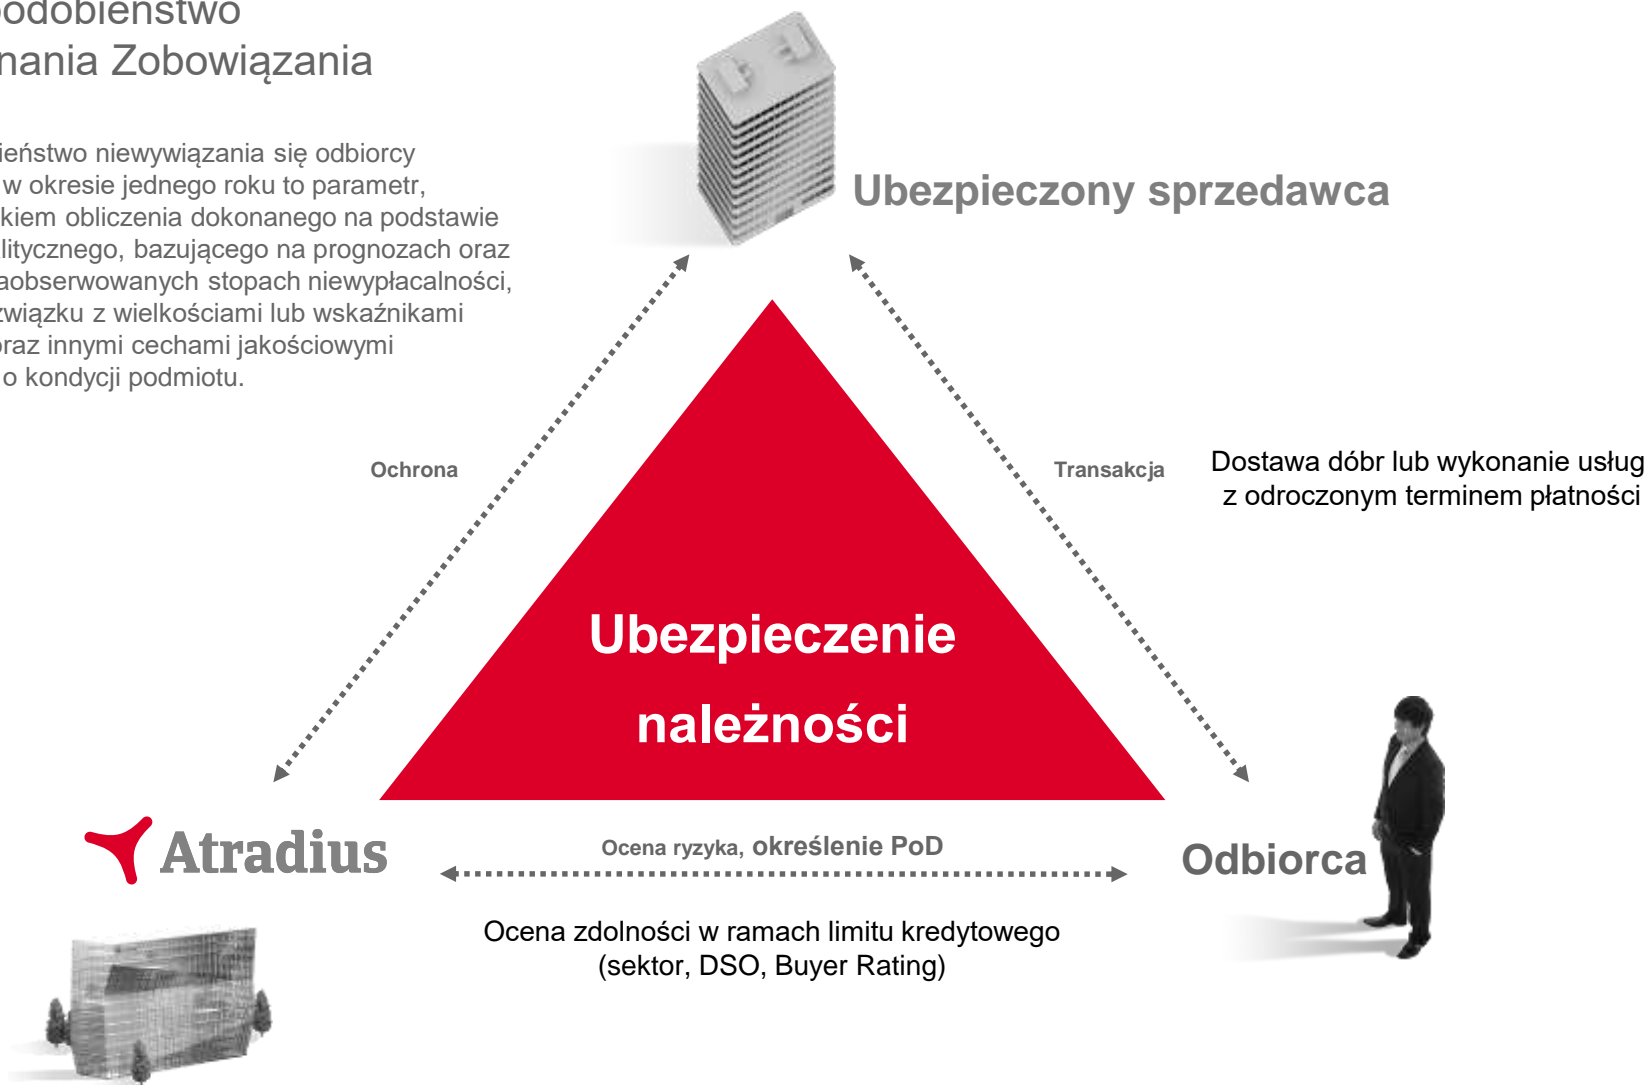 podobieństwo
nania Zobowiązania
ieństwo niewywiązania się odbiorcy
w okresie jednego roku to parametr,
kiem obliczenia dokonanego na podstawie
litycznego, bazującego na prognozach oraz
aobserwowanych stopach niewypłacalności,
związku z wielkościami lub wskaźnikami
oraz innymi cechami jakościowymi
o kondycji podmiotu.
Ubezpieczony sprzedawca
Ochrona
Transakcja
Dostawa dóbr lub wykonanie usług
z odroczonym terminem płatności
Ubezpieczenie
należności
Atradius
Ocena ryzyka, określenie PoD
Odbiorca
Ocena zdolności w ramach limitu kredytowego
(sektor, DSO, Buyer Rating)